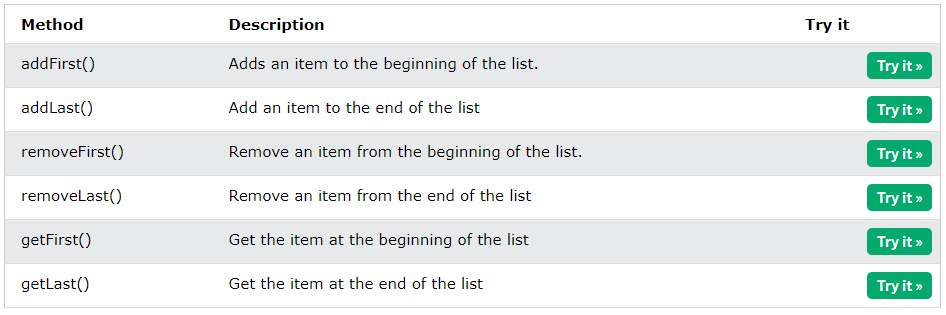 Method Description Try it
addFirst() Adds an item to the beginning of the list. Try it »
addLast() Add an item to the end of the list Try it »
removeFirst() Remove an item from the beginning of the list. Try it »
removeLast() Remove an item from the end of the list Try it »
getFirst() Get the item at the beginning of the list Try it »
getLast() Get the item at the end of the list Try it »